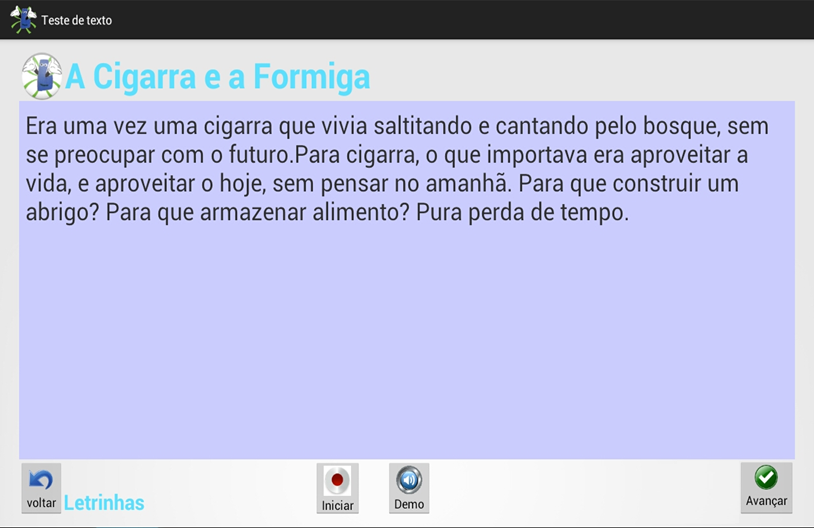 Teste de texto
A Cigarra e a Formiga
Era uma vez uma cigarra que vivia saltitando e cantando pelo bosque, sem
se preocupar com o futuro.Para cigarra, o que importava era aproveitar a
vida, e aproveitar o hoje, sem pensar no amanhã. Para que construir um
abrigo? Para que armazenar alimento? Pura perda de tempo.
voltar
Letrinhas
Iniciar
Demo
Avançar